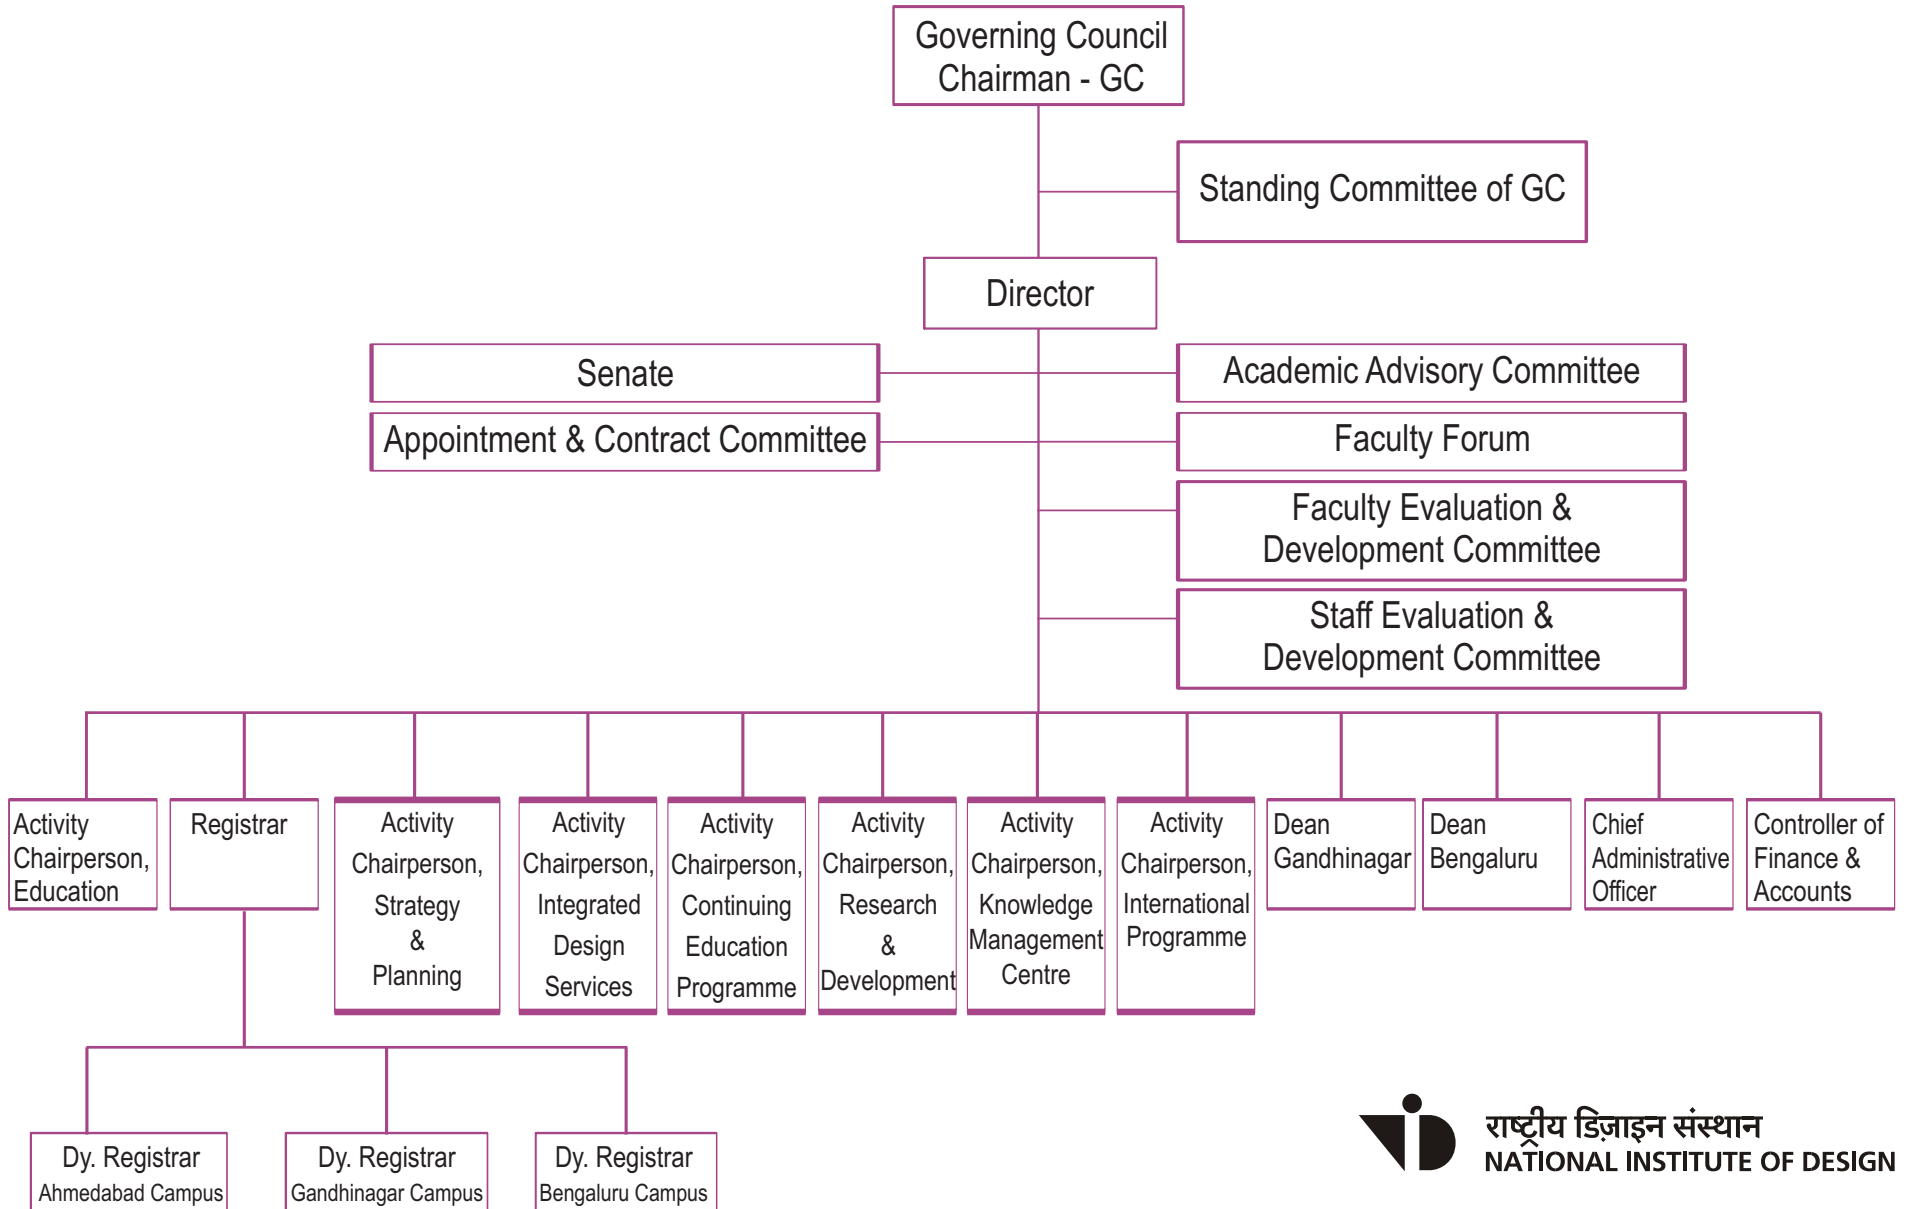 Governing Council
Chairman - GC
Standing Committee of GC
Director
Senate
Academic Advisory Committee
Appointment & Contract Committee
Faculty Forum
Faculty Evaluation &
Development Committee
Staff Evaluation &
Development Committee
Activity
Chairperson,
Education
Registrar
Activity
Chairperson,
Strategy
&
Planning
Activity
Chairperson,
Integrated
Design
Services
Activity
Chairperson,
Continuing
Education
Programme
Activity
Chairperson,
Research
&
Development
Activity
Chairperson,
Knowledge
Management
Centre
Activity
Chairperson,
International
Programme
Dean
Gandhinagar
Dean
Bengaluru
Chief
Administrative
Officer
Controller of
Finance &
Accounts
Dy. Registrar
Ahmedabad Campus
Dy. Registrar
Gandhinagar Campus
Dy. Registrar
Bengaluru Campus
राष्ट्रीय डिज़ाइन संस्थान
NATIONAL INSTITUTE OF DESIGN